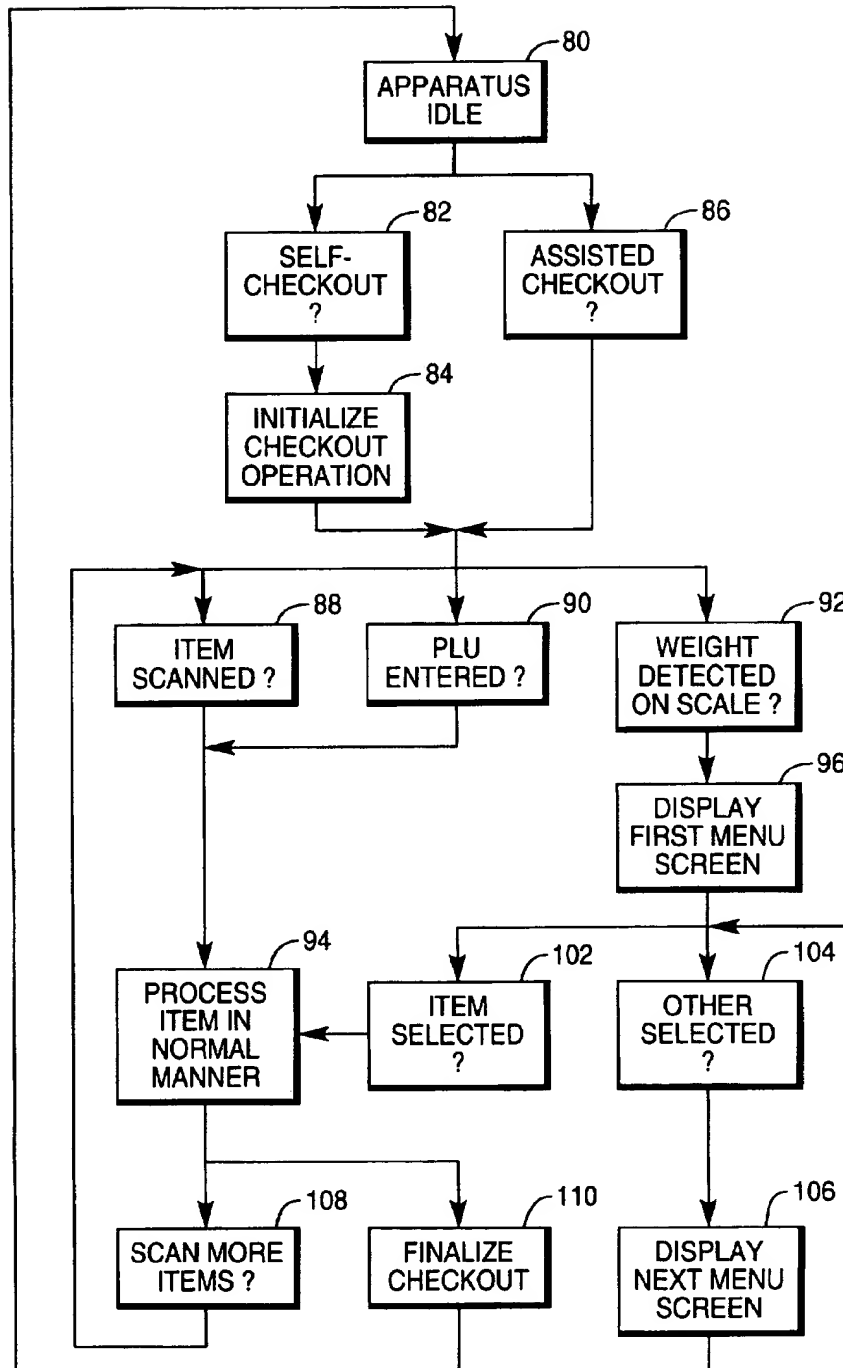 80
APPARATUS
IDLE
82
SELF-
CHECKOUT
?
86
ASSISTED
CHECKOUT
?
84
INITIALIZE
CHECKOUT
OPERATION
88
ITEM
SCANNED ?
90
PLU
ENTERED ?
92
WEIGHT
DETECTED
ON SCALE ?
96
DISPLAY
FIRST MENU
SCREEN
94
PROCESS
ITEM IN
NORMAL
MANNER
102
ITEM
SELECTED
?
104
OTHER
SELECTED
?
108
SCAN MORE
ITEMS ?
110
FINALIZE
CHECKOUT
106
DISPLAY
NEXT MENU
SCREEN